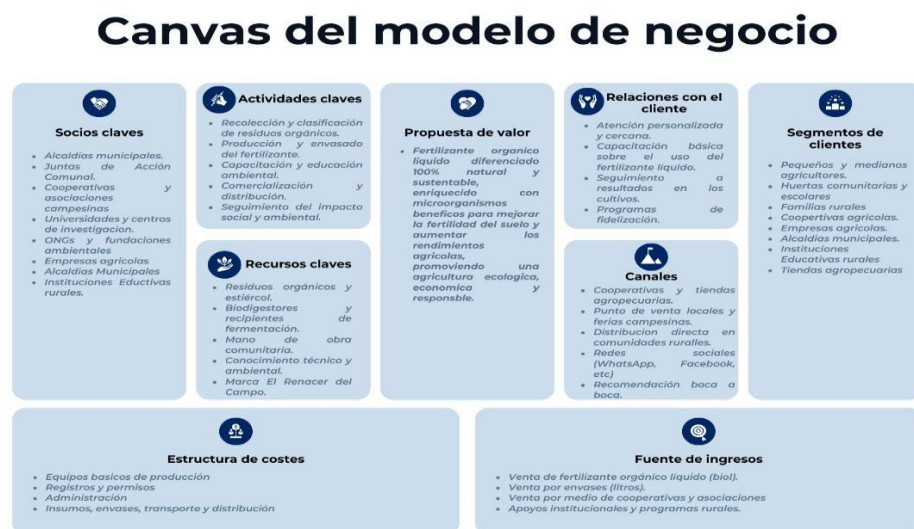 Canvas del modelo de negocio
Socios claves
• Alcaldías municipales.
• Juntas de Acción
Comunal.
• Cooperativas y
asociaciones
campesinas
• Universidades y centros
de investigacion.
• ONGs y fundaciones
ambientales
• Empresas agricolas
• Alcaldias Municipales
• Instituciones Eductivas
rurales.
Actividades claves
• Recolección y clasificación
de residuos orgánicos.
• Producción y envasado
del fertilizante.
• Capacitación y educación
ambiental.
• Comercialización y
distribución.
• Seguimiento del impacto
social y ambiental.
Recursos claves
• Residuos orgánicos y
estiércol.
• Biodigestores y
recipientes de
fermentación.
• Mano de obra
comunitaria.
• Conocimiento técnico y
ambiental.
• Marca El Renacer del
Campo.
Propuesta de valor
• Fertilizante organico
liquido diferenciado
100% natural y
sustentable,
enriquecido con
microorganismos
beneficos para mejorar
la fertilidad del suelo y
aumentar los
rendimientos
agrícolas,
promoviendo una
agricultura ecologica,
economica y
responsble.
Relaciones con el
cliente
• Atención personalizada
y cercana.
• Capacitación básica
sobre el uso del
fertilizante líquido.
• Seguimiento a
resultados en los
cultivos.
• Programas de
fidelización.
Canales
• Cooperativas y tiendas
agropecuarias.
• Punto de venta locales y
ferias campesinas.
• Distribucion directa en
comunidades ruralles.
• Redes sociales
(WhatsApp, Facebook,
etc)
• Recomendación boca a
boca.
Segmentos de
clientes
• Pequeños y medianos
agricultores.
• Huertas comunitarias y
escolares
• Familias rurales
• Coopertivas agricolas.
• Empresas agrícolas.
• Alcaldias municipales.
• Instituciones
Educativas rurales
• Tiendas agropecuarias
Estructura de costes
• Equipos basicos de producción
• Registros y permisos
• Administración
• Insumos, envases, transporte y distribución
Fuente de ingresos
• Venta de fertilizante orgánico líquido (biol).
• Venta por envases (litros).
• Venta por medio de cooperativas y asociaciones
• Apoyos institucionales y programas rurales.